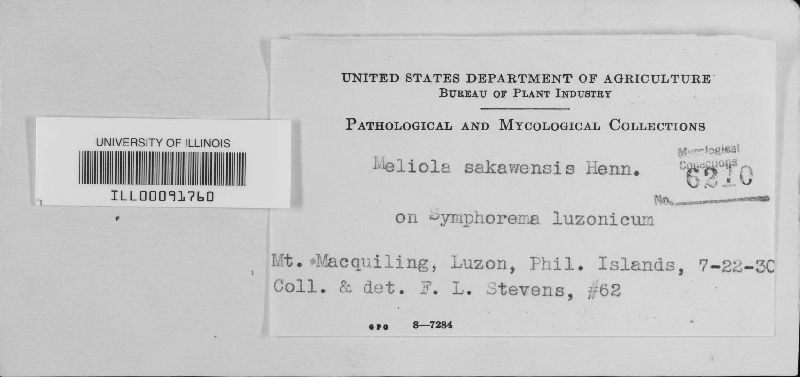 UNITED STATES DEPARTMENT OF AGRICULTURE
BUREAU OF PLANT INDUSTRY
PATHOLOGICAL AND MYCOLOGICAL COLLECTIONS
UNIVERSITY OF ILLINOIS
ILL00091760
Meliola sakawensis Henn.
Mycological
Collections
No. 6210
on Symphorema luzonicum
Mt. Macquiling, Luzon, Phil. Islands, 7-22-30
Coll. & det. F. L. Stevens, #62
GPO 8—7284